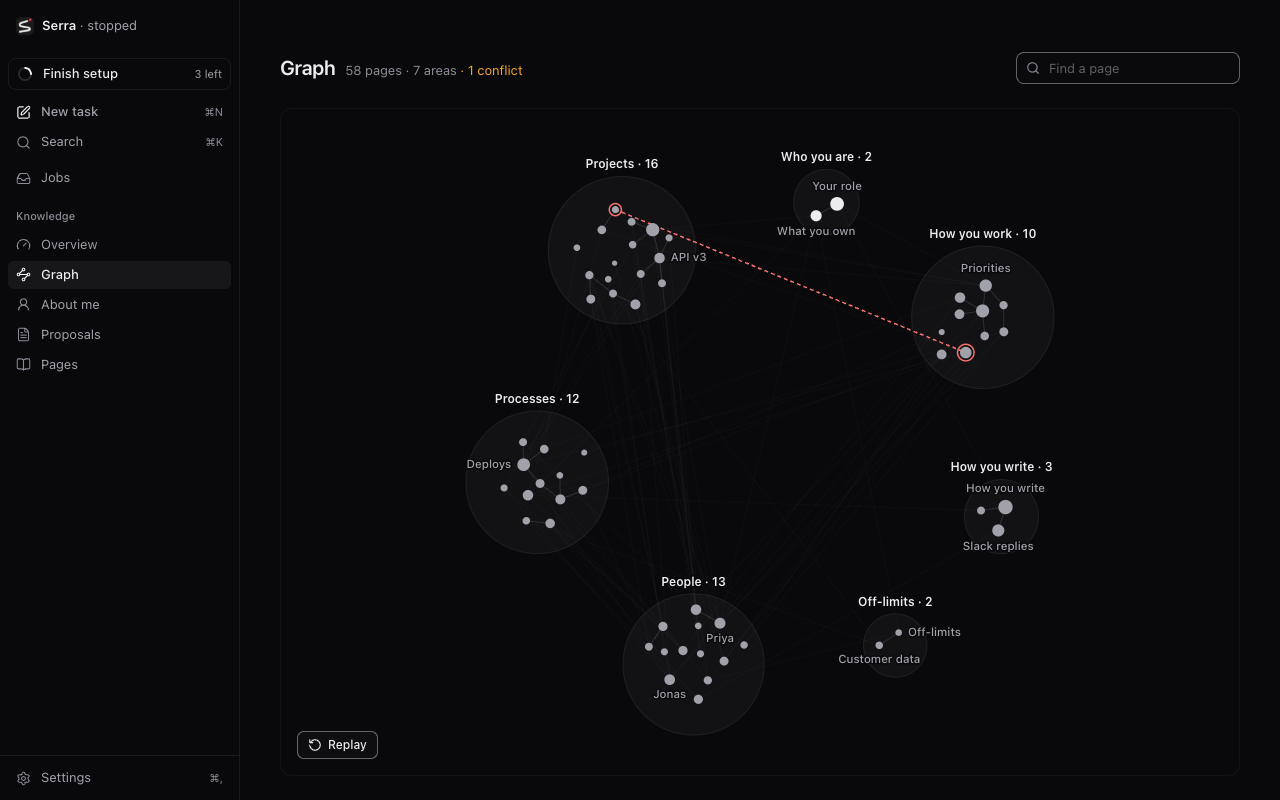 Serra · stopped
Finish setup 3 left
New task ⌘N
Search ⌘K
Jobs
Knowledge
Overview
Graph
About me
Proposals
Pages
Settings ⌘,
Graph 58 pages · 7 areas · 1 conflict
Find a page
Projects · 16
API v3
Who you are · 2
Your role
What you own
How you work · 10
Priorities
Processes · 12
Deploys
How you write · 3
How you write
Slack replies
People · 13
Priya
Jonas
Off-limits · 2
Off-limits
Customer data
Replay